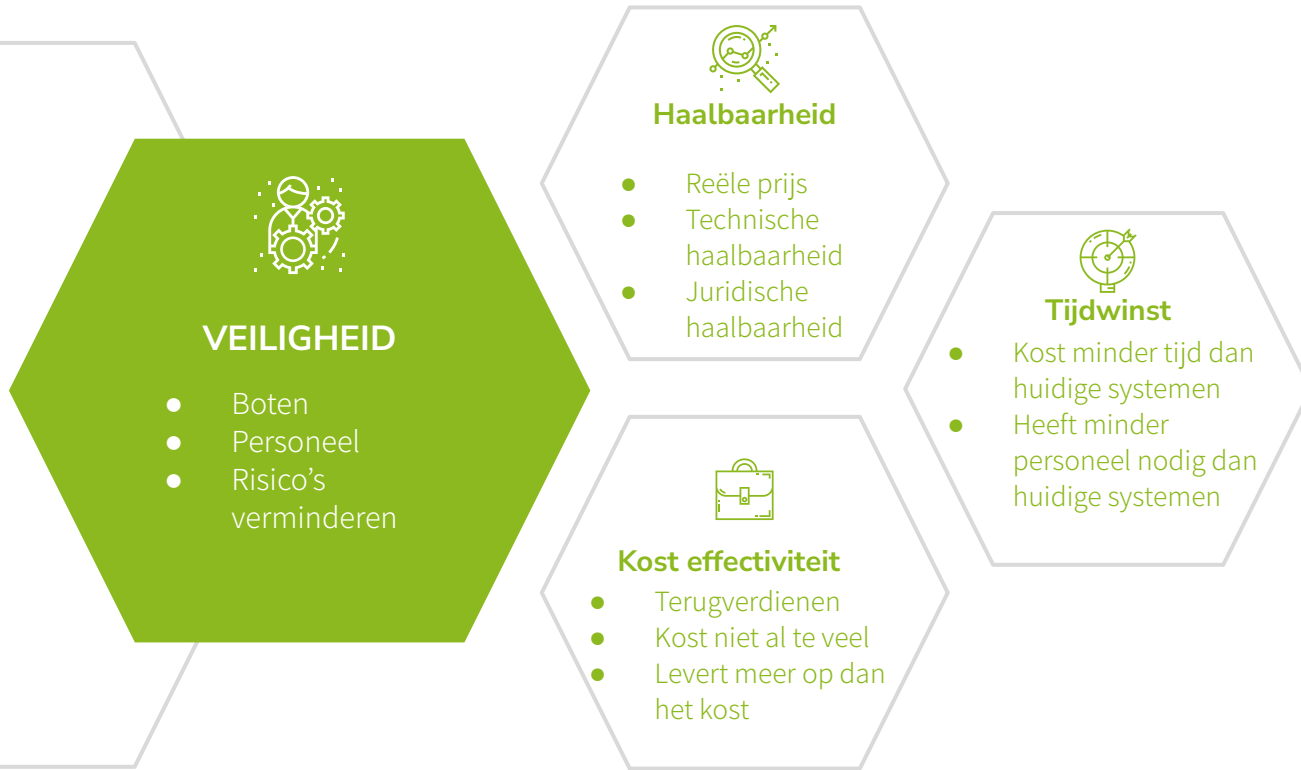 VEILIGHEID
● Boten
● Personeel
● Risico’s
verminderen
Haalbaarheid
● Reële prijs
● Technische
haalbaarheid
● Juridische
haalbaarheid
Kost effectiviteit
● Terugverdienen
● Kost niet al te veel
● Levert meer op dan
het kost
Tijdwinst
● Kost minder tijd dan
huidige systemen
● Heeft minder
personeel nodig dan
huidige systemen